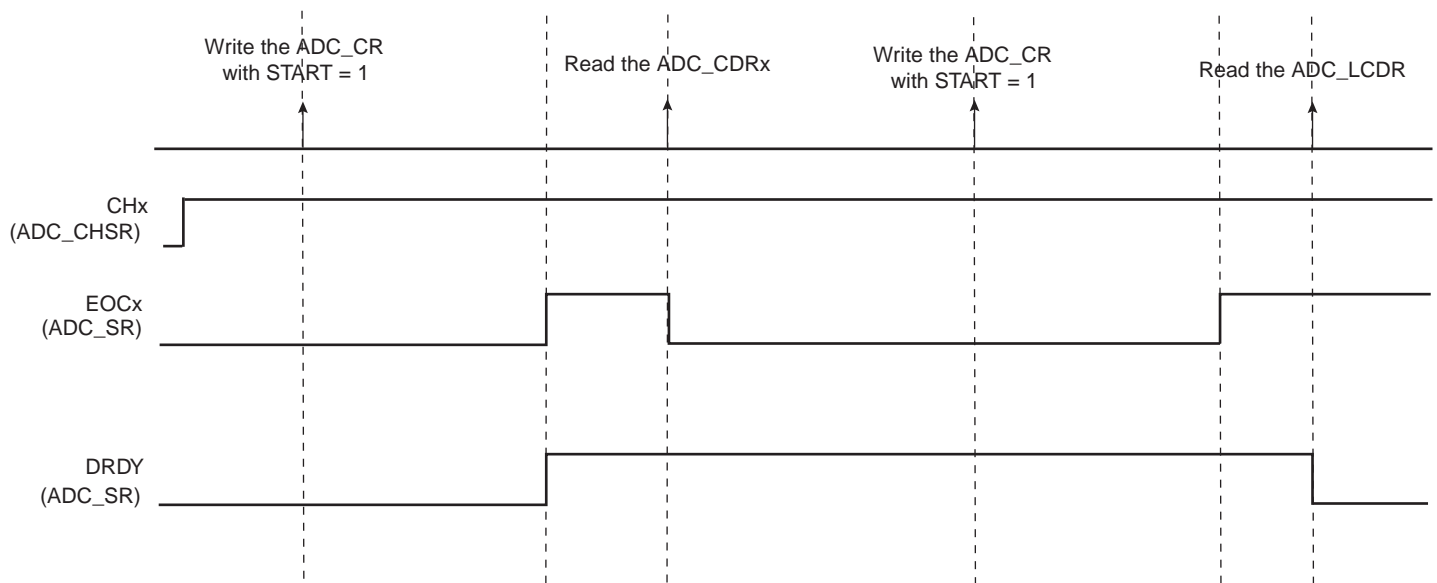 Write the ADC_CR
with START = 1
Read the ADC_CDRx
Write the ADC_CR
with START = 1
Read the ADC_LCDR
CHx
(ADC_CHSR)
EOCx
(ADC_SR)
DRDY
(ADC_SR)